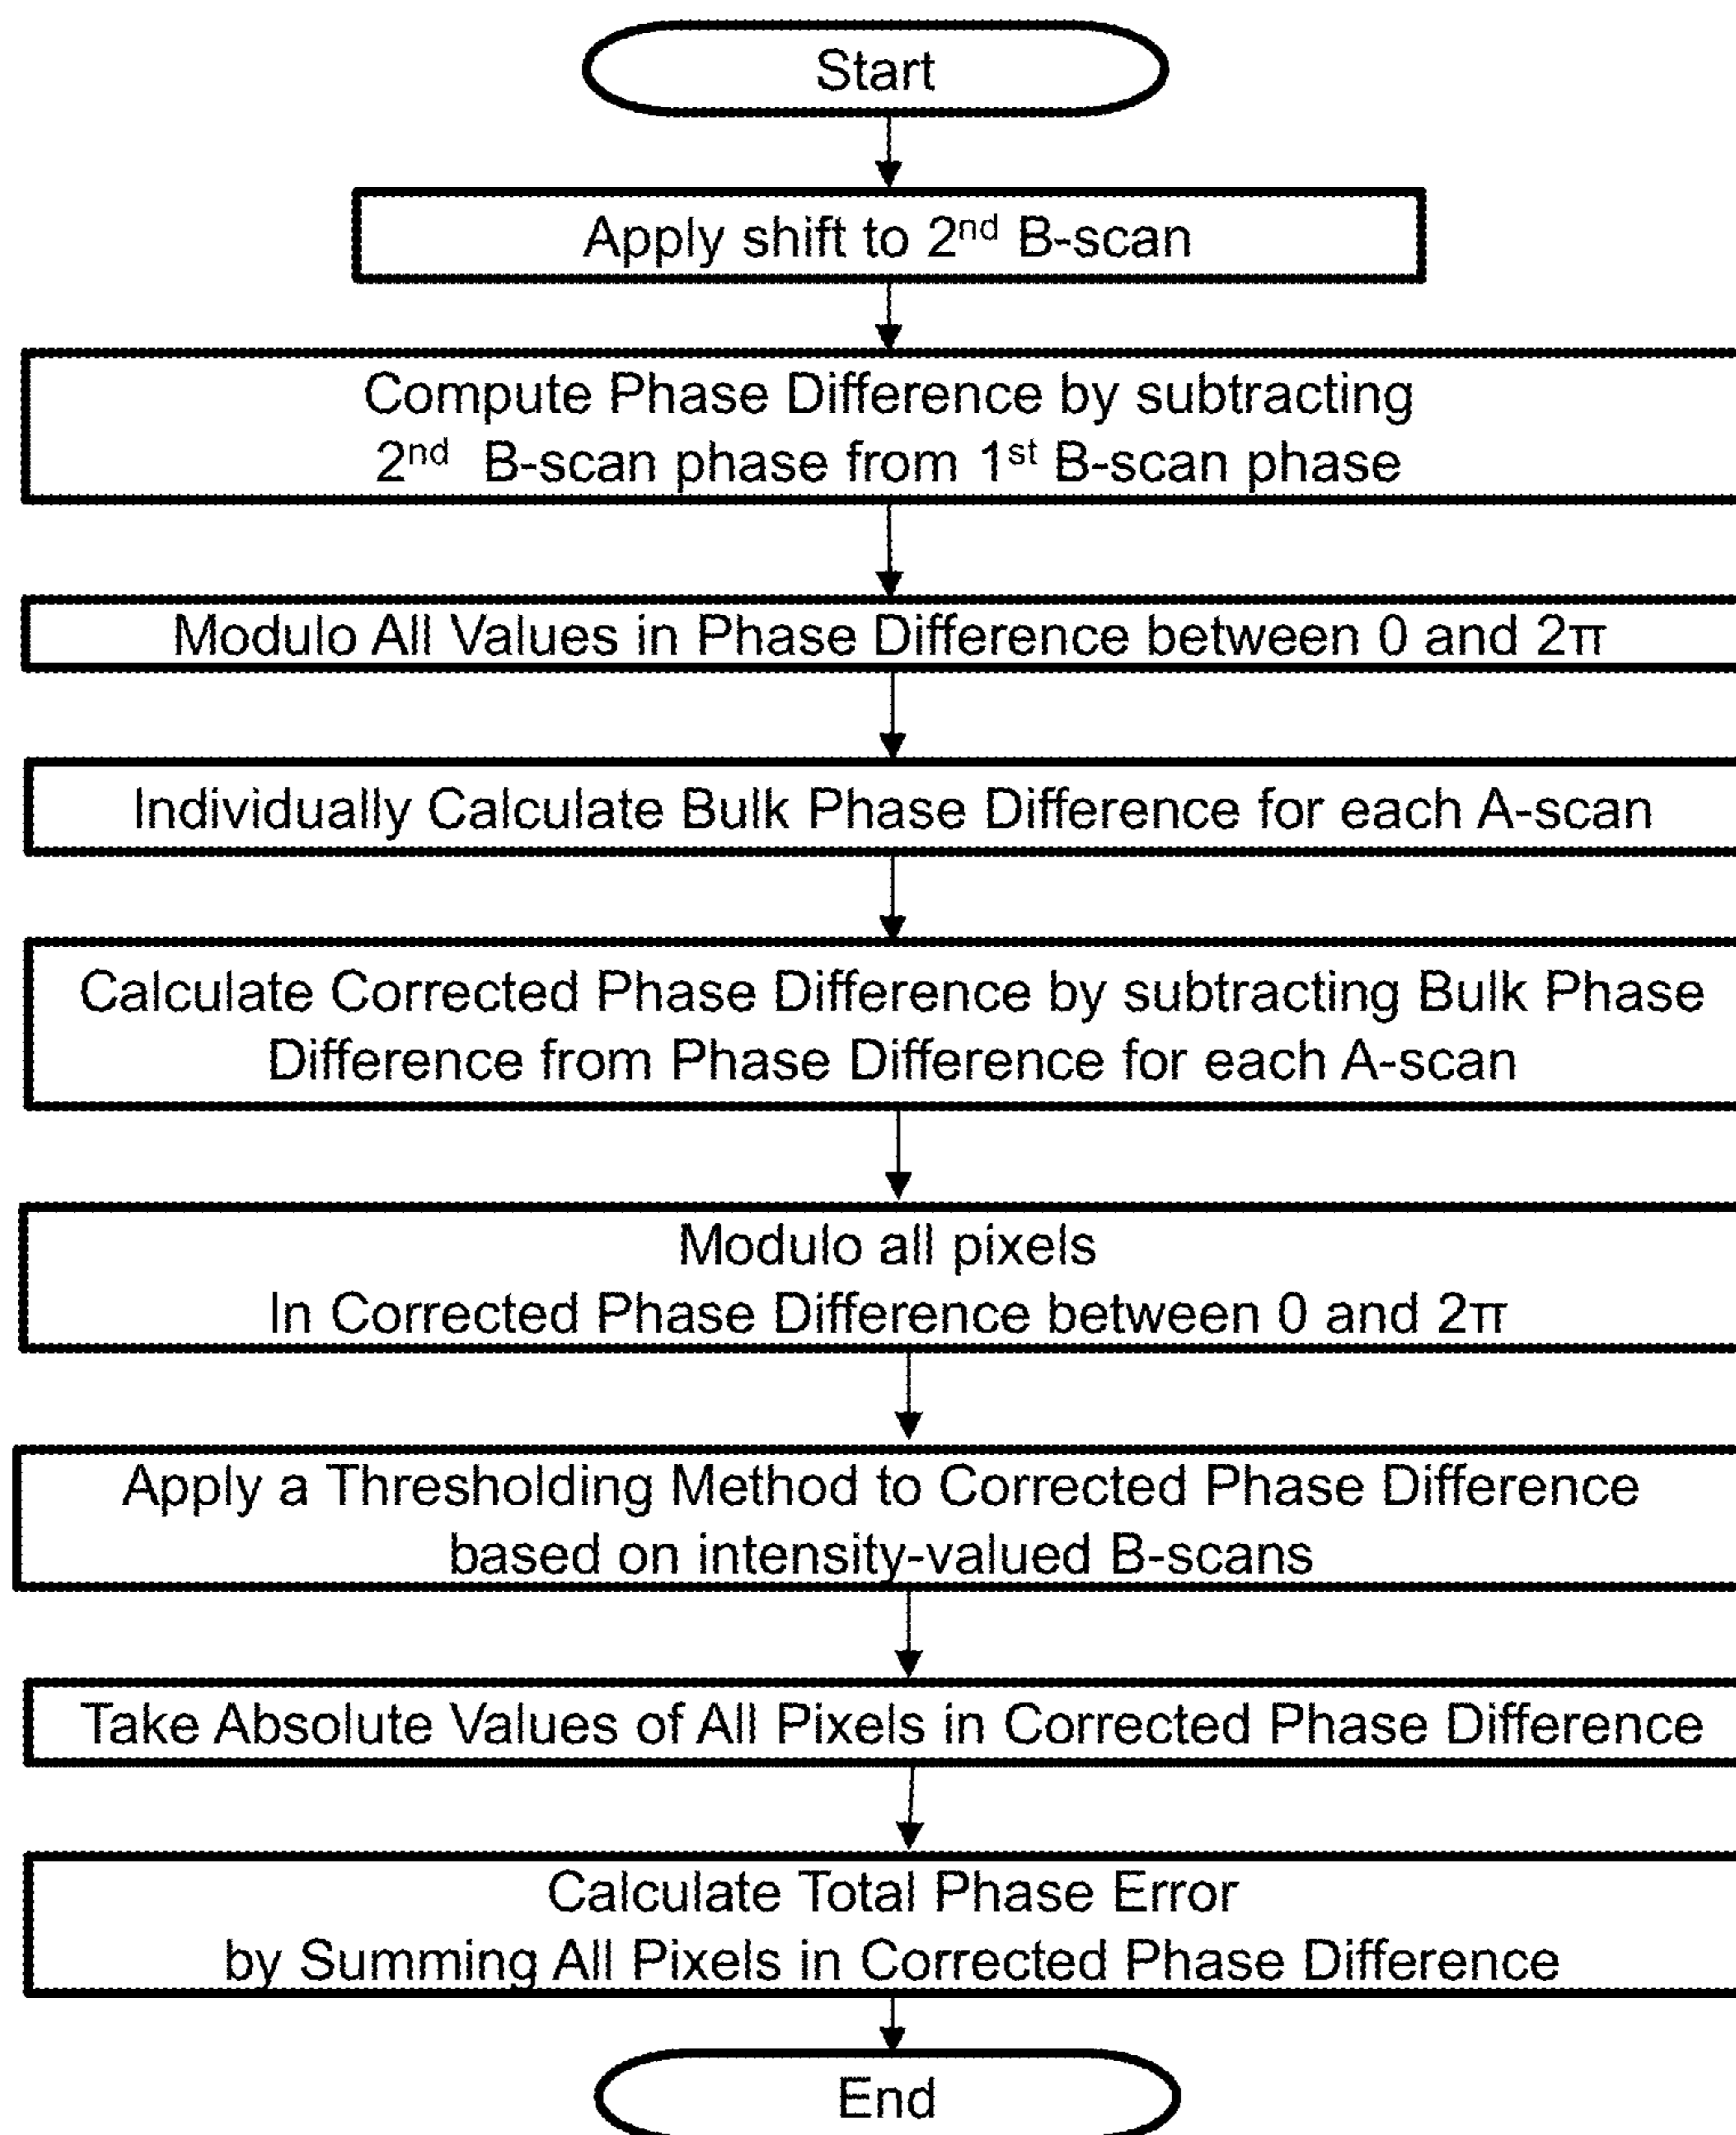 Start
Apply shift to 2nd B-scan
Compute Phase Difference by subtracting
2nd B-scan phase from 1st B-scan phase
Modulo All Values in Phase Difference between 0 and 2π
Individually Calculate Bulk Phase Difference for each A-scan
Calculate Corrected Phase Difference by subtracting Bulk Phase
Difference from Phase Difference for each A-scan
Modulo all pixels
In Corrected Phase Difference between 0 and 2π
Apply a Thresholding Method to Corrected Phase Difference
based on intensity-valued B-scans
Take Absolute Values of All Pixels in Corrected Phase Difference
Calculate Total Phase Error
by Summing All Pixels in Corrected Phase Difference
End